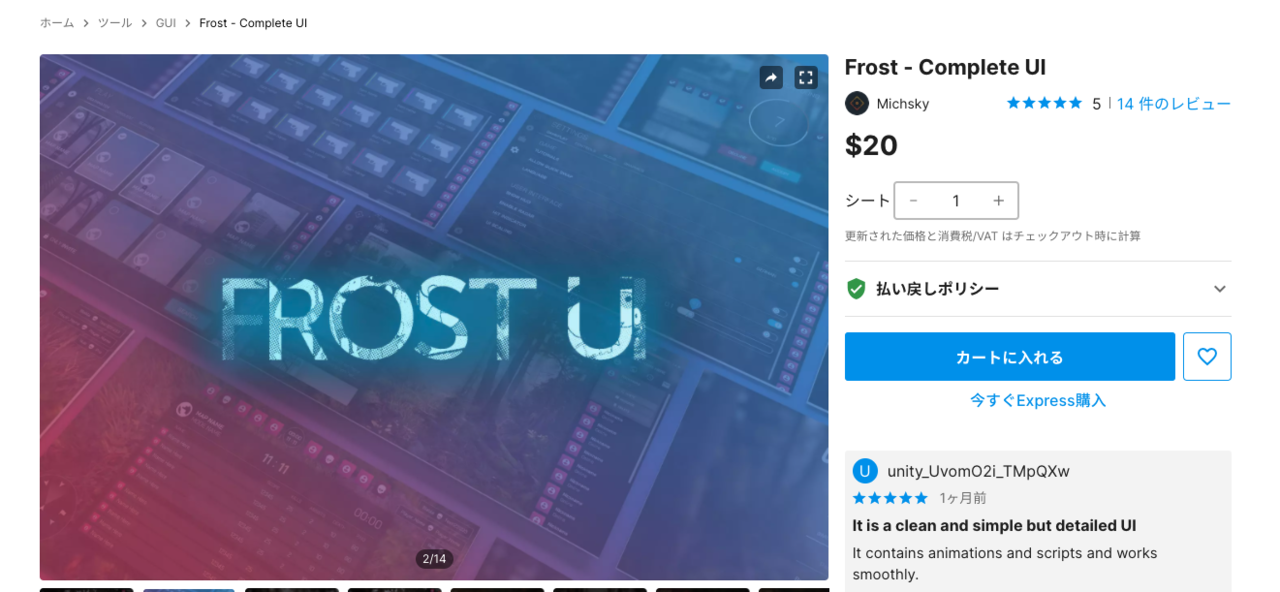 ホーム > ツール > GUI > Frost - Complete UI
FROST UI
2/14
Frost - Complete UI
Michsky
★★★★★ 5 | 14 件のレビュー
$20
シート - 1 +
更新された価格と消費税/VAT はチェックアウト時に計算
払い戻しポリシー
カートに入れる
今すぐExpress購入
U unity_UvomO2i_TMpQXw
★★★★★ 1ヶ月前
It is a clean and simple but detailed UI
It contains animations and scripts and works
smoothly.